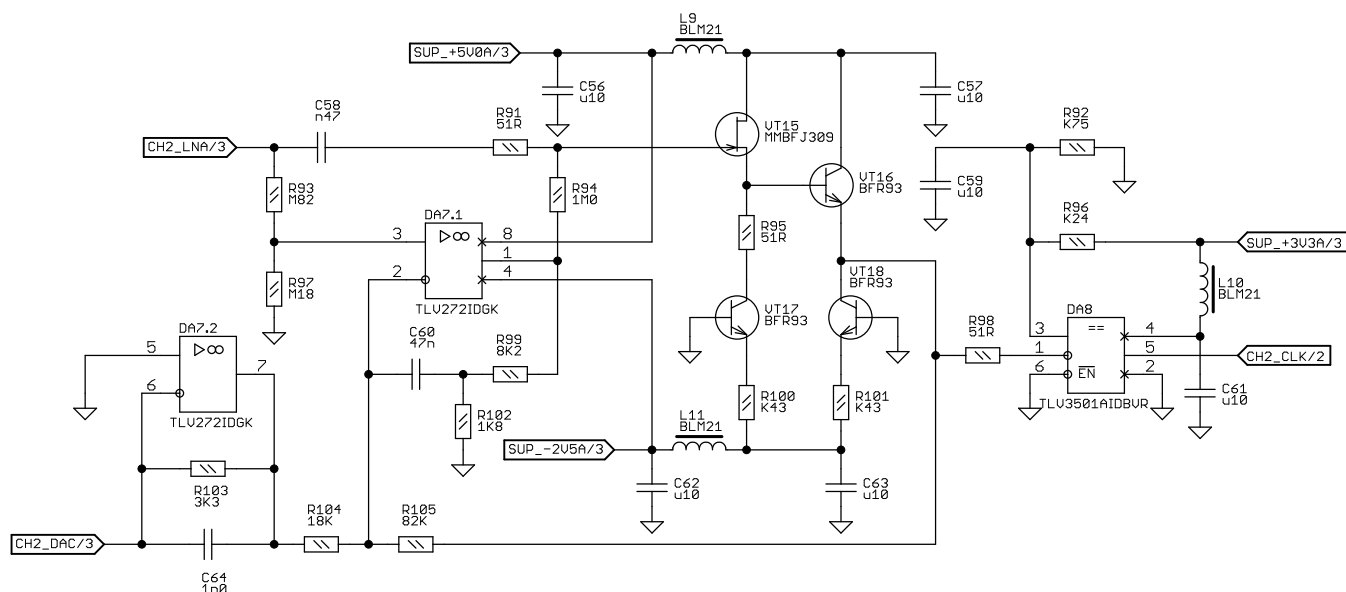 L9
BLM21
SUP_+5V0A/3
C56
u10
C57
u10
C58
n47
R91
51R
VT15
MMBFJ309
R92
K75
CH2_LNA/3
R93
M82
R94
1M0
VT16
BFR93
C59
u10
DA7.1
R96
K24
3
8
1
2
4
TLV272IDGK
R95
51R
SUP_+3V3A/3
R97
M18
VT18
BFR93
L10
BLM21
VT17
BFR93
DA8
==
3
4
1
5
6
EN
2
TLV3501AIDBVR
R98
51R
CH2_CLK/2
C61
u10
DA7.2
5
7
6
TLV272IDGK
C60
47n
R99
8K2
R102
1K8
R100
K43
R101
K43
L11
BLM21
SUP_-2V5A/3
C62
u10
C63
u10
R103
3K3
R104
18K
R105
82K
CH2_DAC/3
C64
1n0